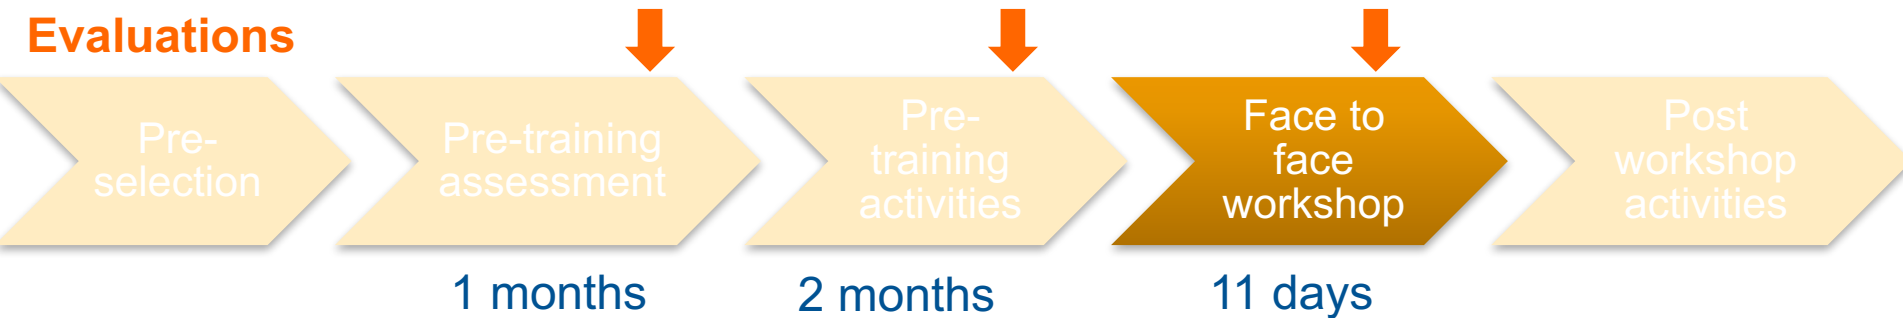 Evaluations
Pre-
selection
Pre-training
assessment
Pre-
training
activities
Face to
face
workshop
Post
workshop
activities
1 months
2 months
11 days